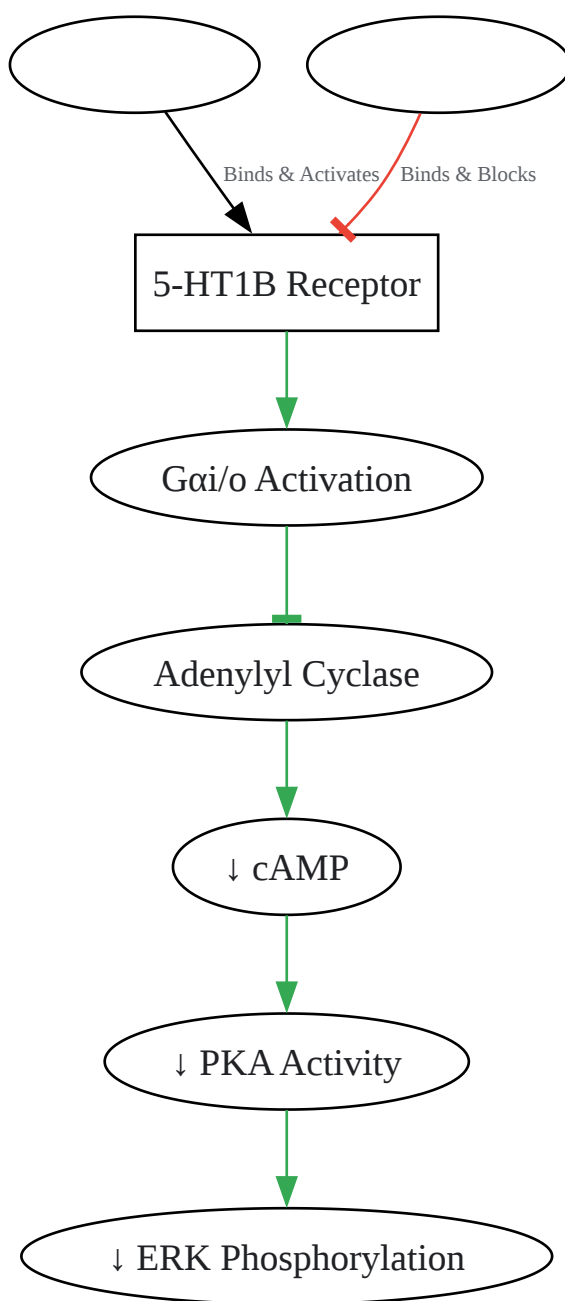 Binds & Activates
Binds & Blocks
5-HT1B Receptor
Gαi/o Activation
Adenylyl Cyclase
↓ cAMP
↓ PKA Activity
↓ ERK Phosphorylation